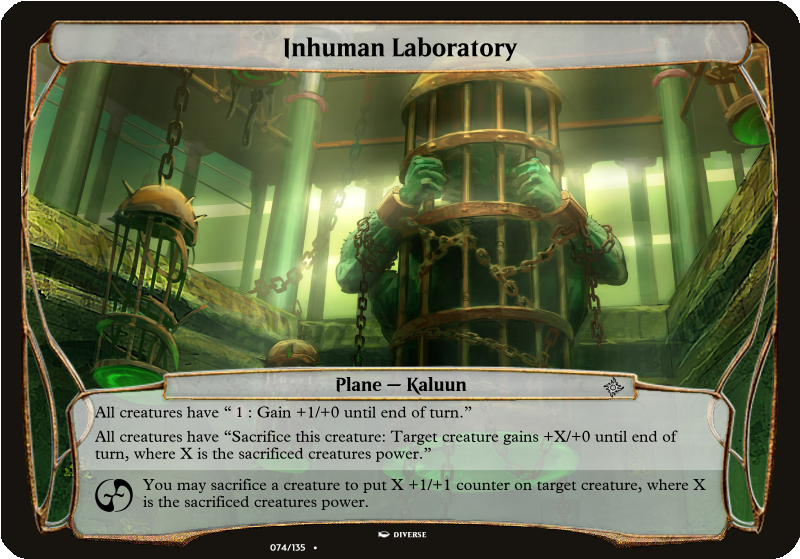 Inhuman Laboratory
Plane — Kaluun
All creatures have “ 1 : Gain +1/+0 until end of turn.”
All creatures have “Sacrifice this creature: Target creature gains +X/+0 until end of
turn, where X is the sacrificed creatures power.”
You may sacrifice a creature to put X +1/+1 counter on target creature, where X
is the sacrificed creatures power.
DIVERSE
074/135 •